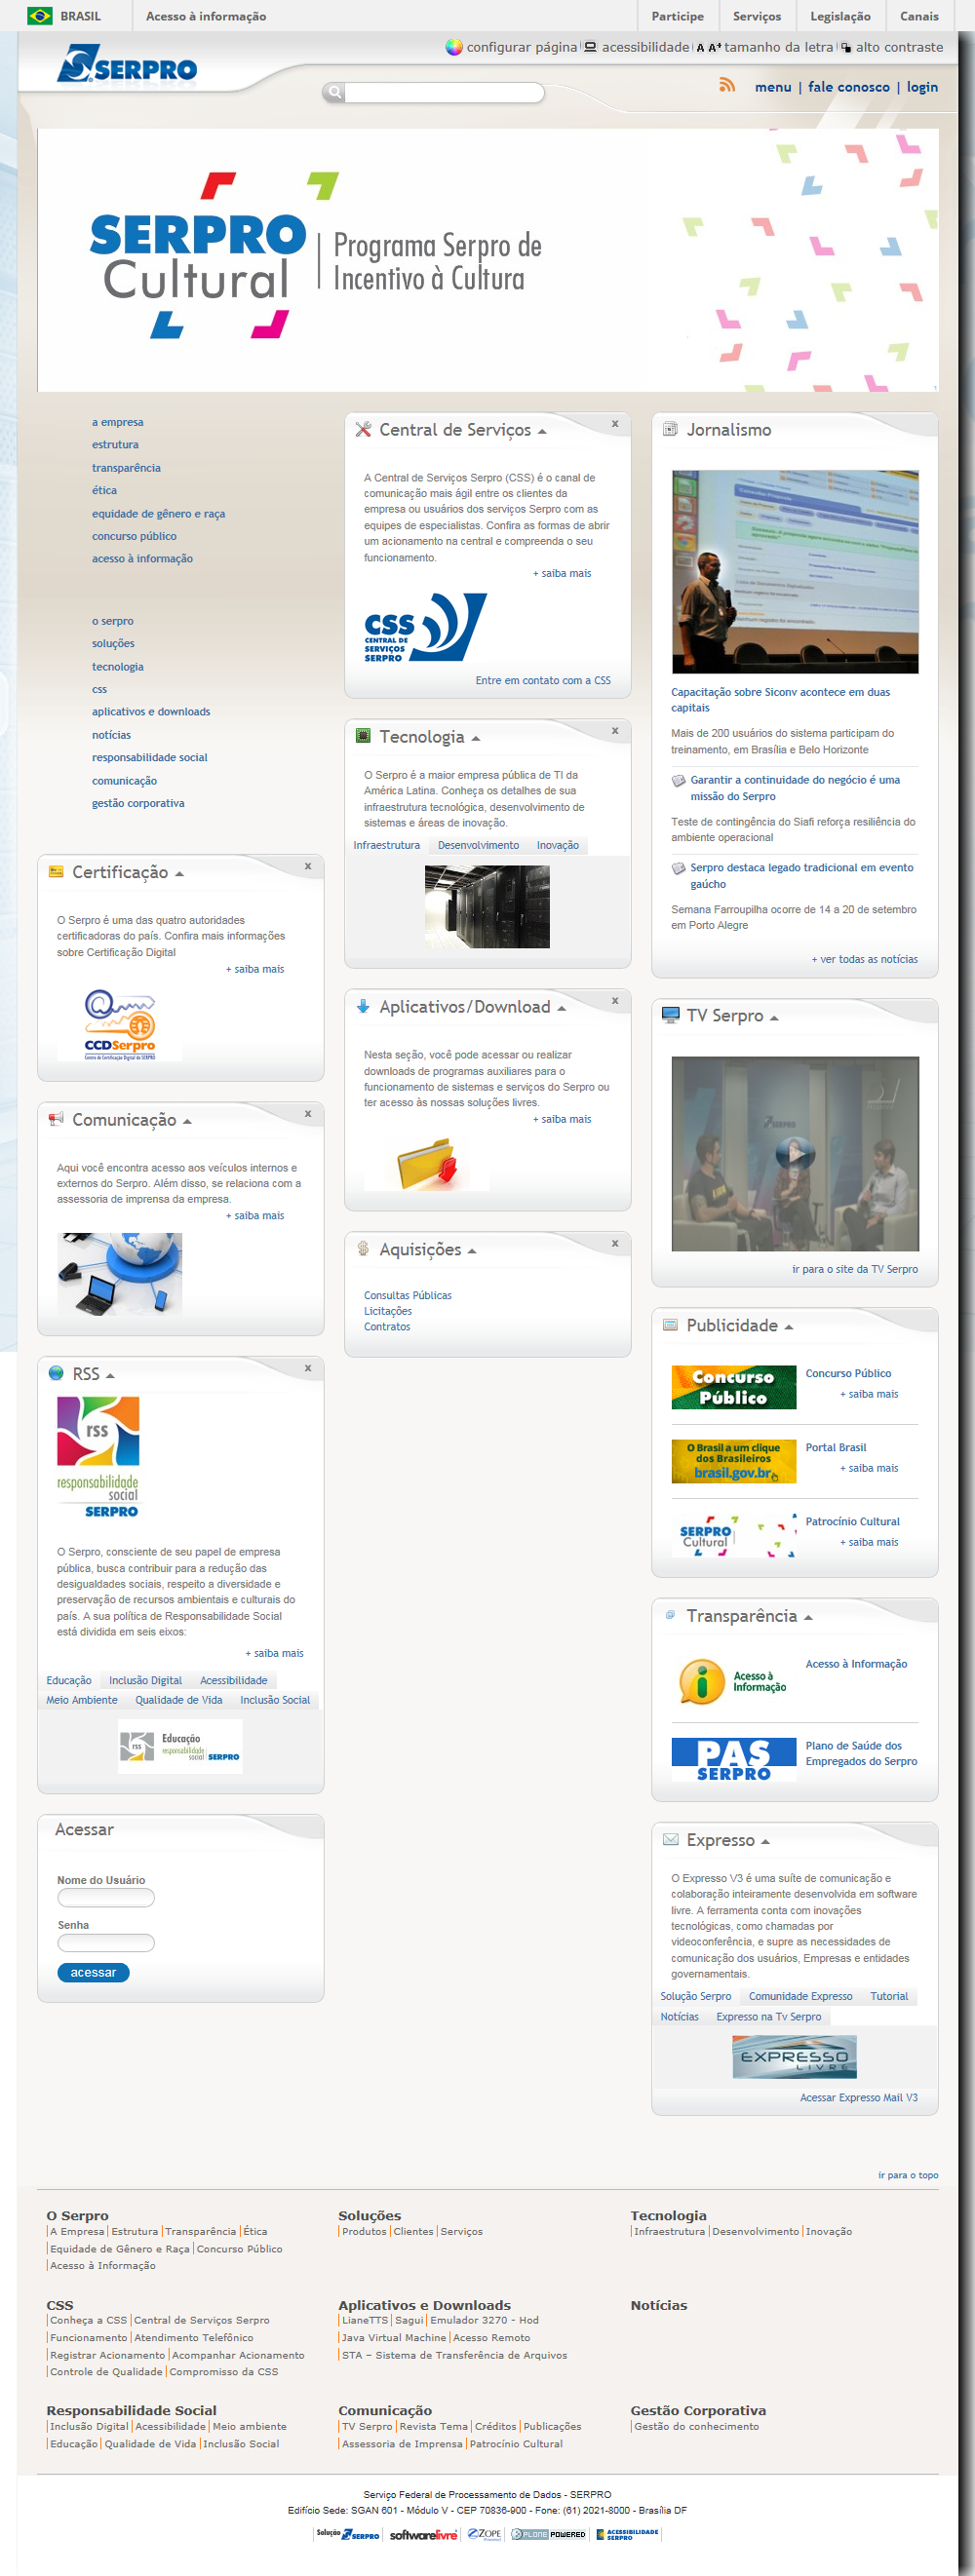 BRASIL
Acesso à informação
Participe
Serviços
Legislação
Canais
configurar página
acessibilidade
A A+ tamanho da letra
alto contraste
SERPRO
menu | fale conosco | login
SERPRO
Cultural
Programa Serpro de
Incentivo à Cultura
a empresa
estrutura
transparência
ética
equidade de gênero e raça
concurso público
acesso à informação
o serpro
soluções
tecnologia
css
aplicativos e downloads
notícias
responsabilidade social
comunicação
gestão corporativa
Certificação
x
O Serpro é uma das quatro autoridades
certificadoras do país. Confira mais informações
sobre Certificação Digital
+ saiba mais
CCDSerpro
Centro de Certificação Digital do SERPRO
Comunicação
x
Aqui você encontra acesso aos veículos internos e
externos do Serpro. Além disso, se relaciona com a
assessoria de imprensa da empresa.
+ saiba mais
RSS
x
rss
responsabilidade
social
SERPRO
O Serpro, consciente de seu papel de empresa
pública, busca contribuir para a redução das
desigualdades sociais, respeito a diversidade e
preservação de recursos ambientais e culturais do
país. A sua política de Responsabilidade Social
está dividida em seis eixos:
+ saiba mais
Educação Inclusão Digital Acessibilidade
Meio Ambiente Qualidade de Vida Inclusão Social
rss
Educação
responsabilidade
social
SERPRO
Acessar
Nome do Usuário
Senha
acessar
Central de Serviços
x
A Central de Serviços Serpro (CSS) é o canal de
comunicação mais ágil entre os clientes da
empresa ou usuários dos serviços Serpro com as
equipes de especialistas. Confira as formas de abrir
um acionamento na central e compreenda o seu
funcionamento.
+ saiba mais
CSS
CENTRAL DE
SERVIÇOS
SERPRO
Entre em contato com a CSS
Tecnologia
x
O Serpro é a maior empresa pública de TI da
América Latina. Conheça os detalhes de sua
infraestrutura tecnológica, desenvolvimento de
sistemas e áreas de inovação.
Infraestrutura Desenvolvimento Inovação
Aplicativos/Download
x
Nesta seção, você pode acessar ou realizar
downloads de programas auxiliares para o
funcionamento de sistemas e serviços do Serpro ou
ter acesso às nossas soluções livres.
+ saiba mais
Aquisições
x
Consultas Públicas
Licitações
Contratos
Jornalismo
Capacitação sobre Siconv acontece em duas
capitais
Mais de 200 usuários do sistema participam do
treinamento, em Brasília e Belo Horizonte
Garantir a continuidade do negócio é uma
missão do Serpro
Teste de contingência do Siafi reforça resiliência do
ambiente operacional
Serpro destaca legado tradicional em evento
gaúcho
Semana Farroupilha ocorre de 14 a 20 de setembro
em Porto Alegre
+ ver todas as notícias
TV Serpro
ir para o site da TV Serpro
Publicidade
Concurso
Público
Concurso Público
+ saiba mais
O Brasil a um clique
dos Brasileiros
brasil.gov.br
Portal Brasil
+ saiba mais
SERPRO
Cultural
Patrocínio Cultural
+ saiba mais
Transparência
Acesso à
Informação
Acesso à Informação
PAS
SERPRO
Plano de Saúde dos
Empregados do Serpro
Expresso
O Expresso V3 é uma suíte de comunicação e
colaboração inteiramente desenvolvida em software
livre. A ferramenta conta com inovações
tecnológicas, como chamadas por
videoconferência, e supre as necessidades de
comunicação dos usuários, Empresas e entidades
governamentais.
Solução Serpro Comunidade Expresso Tutorial
Notícias Expresso na Tv Serpro
EXPRESSO
LIVRE
Acessar Expresso Mail V3
ir para o topo
O Serpro
A Empresa Estrutura Transparência Ética
Equidade de Gênero e Raça Concurso Público
Acesso à Informação
Soluções
Produtos Clientes Serviços
Tecnologia
Infraestrutura Desenvolvimento Inovação
CSS
Conheça a CSS Central de Serviços Serpro
Funcionamento Atendimento Telefônico
Registrar Acionamento Acompanhar Acionamento
Controle de Qualidade Compromisso da CSS
Aplicativos e Downloads
LianeTTS Sagui Emulador 3270 - Hod
Java Virtual Machine Acesso Remoto
STA – Sistema de Transferência de Arquivos
Notícias
Responsabilidade Social
Inclusão Digital Acessibilidade Meio ambiente
Educação Qualidade de Vida Inclusão Social
Comunicação
TV Serpro Revista Tema Créditos Publicações
Assessoria de Imprensa Patrocínio Cultural
Gestão Corporativa
Gestão do conhecimento
Serviço Federal de Processamento de Dados - SERPRO
Edifício Sede: SGAN 601 - Módulo V - CEP 70836-900 - Fone: (61) 2021-8000 - Brasília DF
Solução SERPRO
softwarelivre
ZOPE
PLONE POWERED
ACESSIBILIDADE
SERPRO